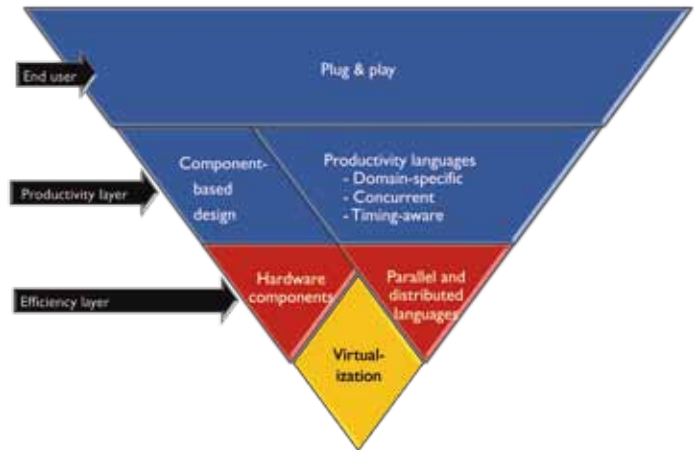 Plug & play
End user
Component-
based
design
Productivity languages
- Domain-specific
- Concurrent
- Timing-aware
Productivity layer
Hardware
components
Parallel and
distributed
languages
Efficiency layer
Virtual-
ization